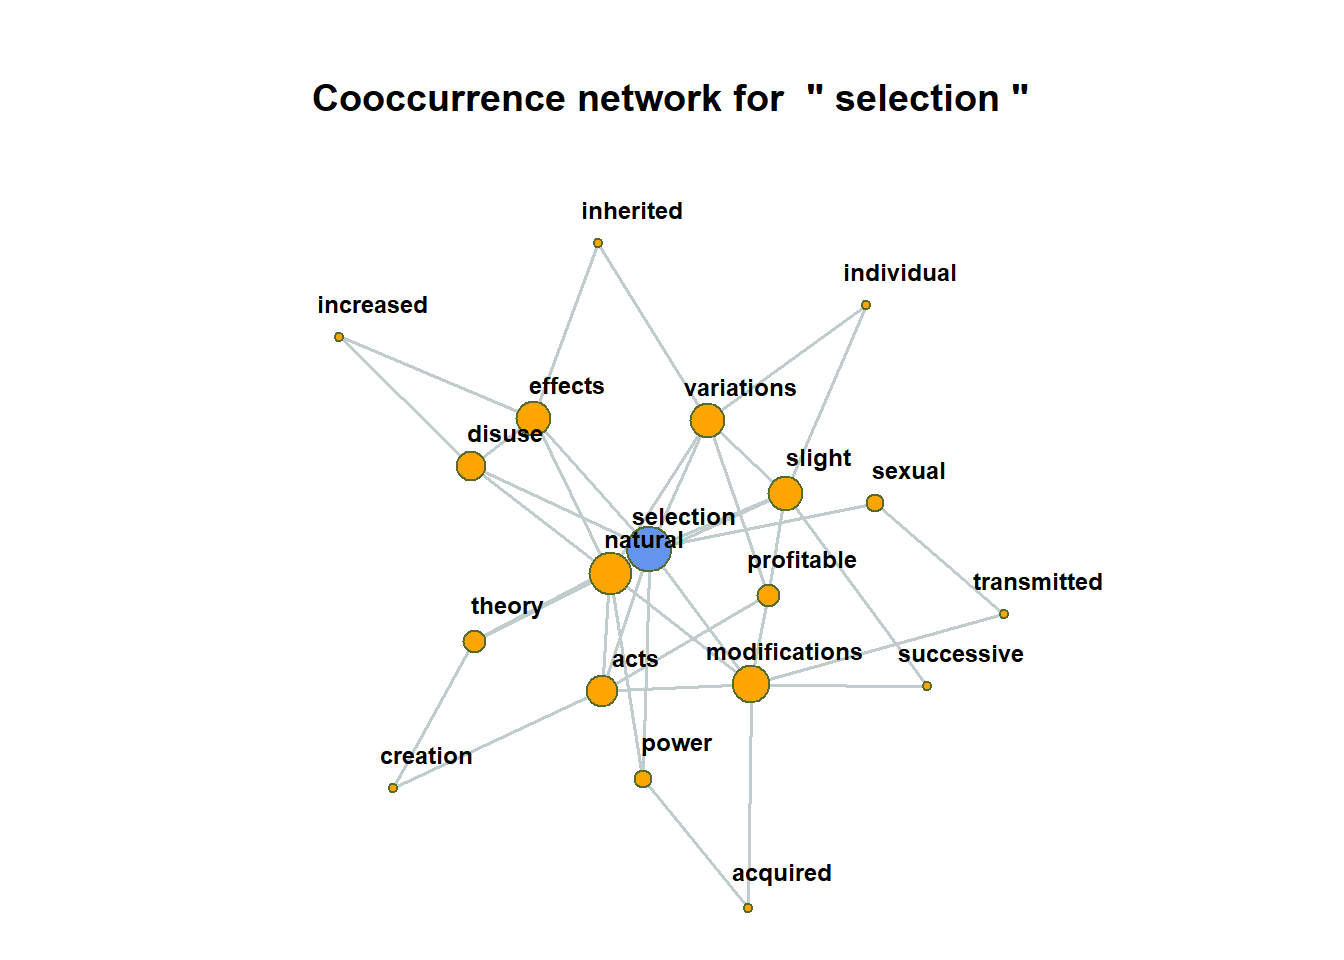 Cooccurrence network for " selection "
inherited
individual
increased
effects
variations
disuse
slight
sexual
selection
natural
profitable
transmitted
theory
acts
modifications
successive
power
creation
acquired